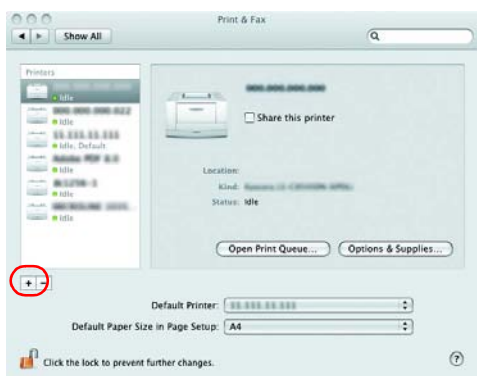 Print & Fax
Show All
Printers
Idle
Idle
Idle, Default
Idle
Idle
Idle
Share this printer
Location:
Kind:
Status: Idle
Open Print Queue...
Options & Supplies...
+ -
Default Printer:
Default Paper Size in Page Setup: A4
Click the lock to prevent further changes.
?